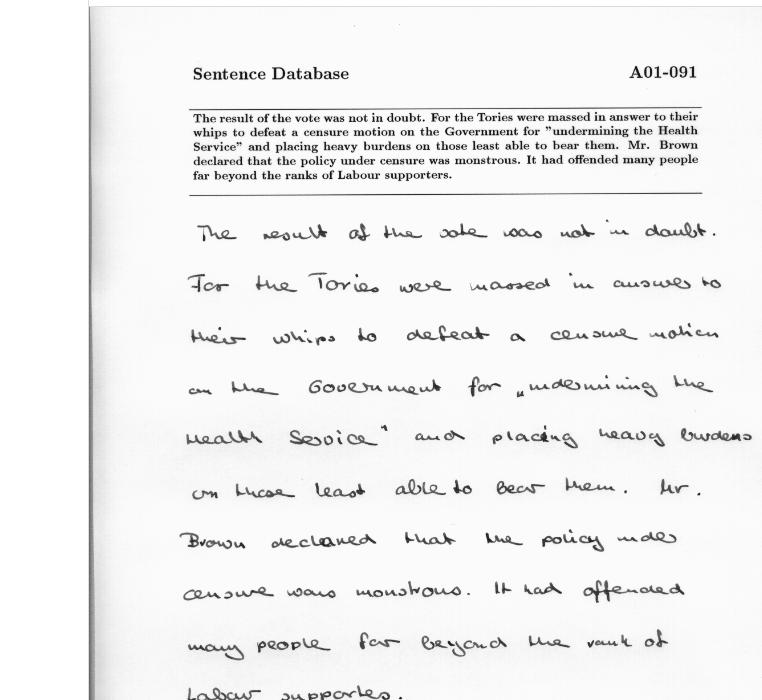 Sentence Database A01-091
The result of the vote was not in doubt. For the Tories were massed in answer to their
whips to defeat a censure motion on the Government for "undermining the Health
Service" and placing heavy burdens on those least able to bear them. Mr. Brown
declared that the policy under censure was monstrous. It had offended many people
far beyond the ranks of Labour supporters.
The result of the vote was not in doubt.
For the Tories were massed in answer to
their whips to defeat a censure motion
on the Government for „undermining the
Health Service" and placing heavy burdens
on those least able to bear them. Mr.
Brown declared that the policy under
censure was monstrous. It had offended
many people far beyond the rank of
Labour supporters.